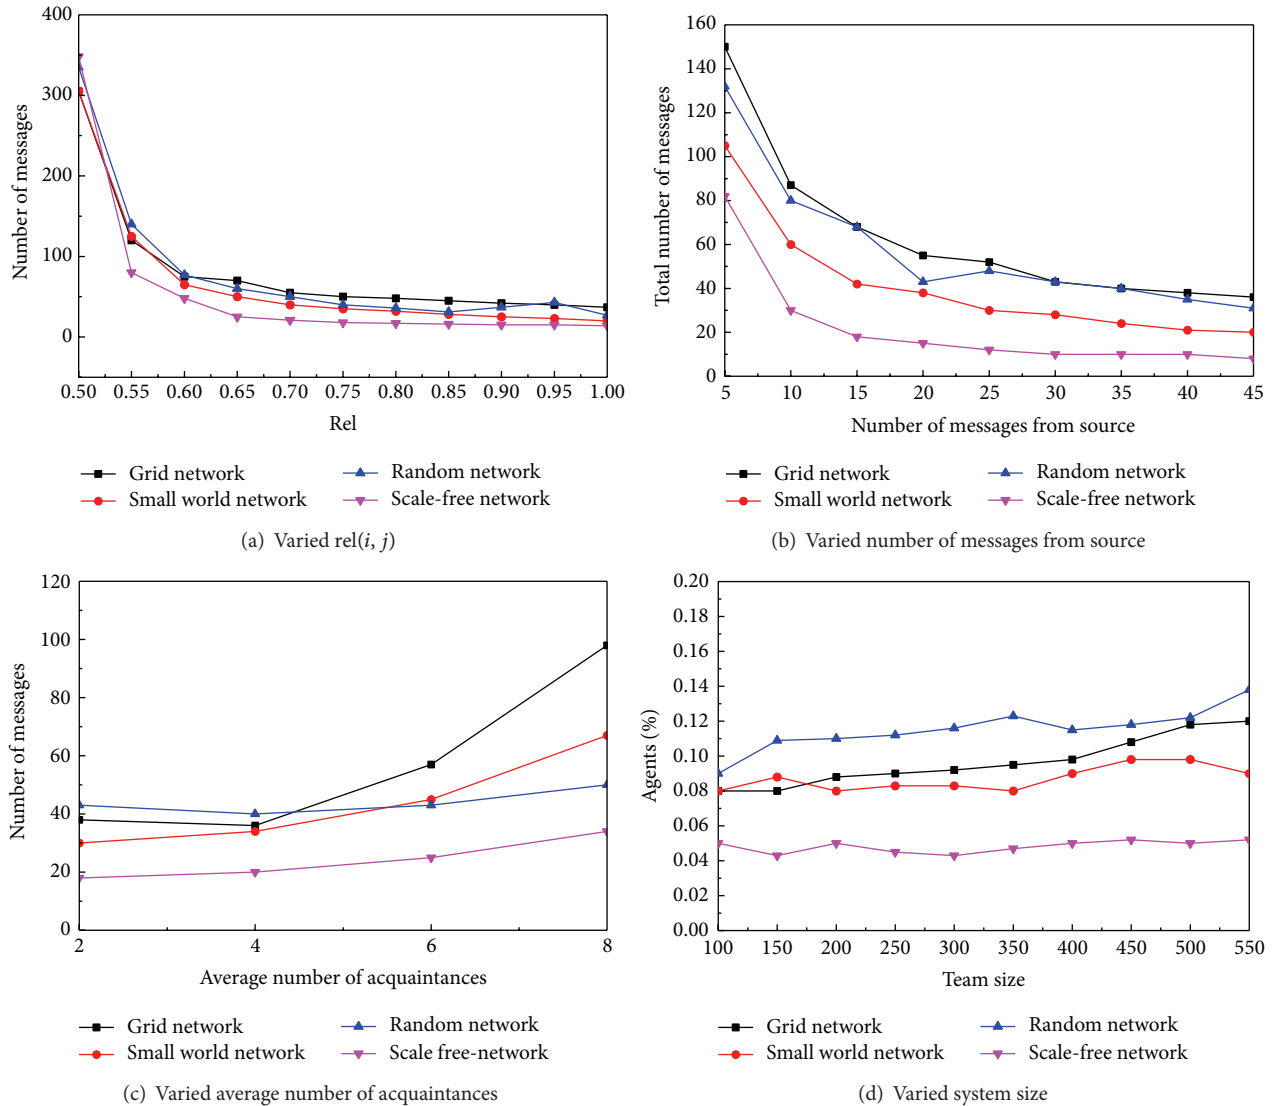 400
300
200
100
0
Number of messages
0.50 0.55 0.60 0.65 0.70 0.75 0.80 0.85 0.90 0.95 1.00
Rel
Grid network
Small world network
Random network
Scale-free network
(a) Varied rel(i, j)
160
140
120
100
80
60
40
20
0
Total number of messages
5 10 15 20 25 30 35 40 45
Number of messages from source
Grid network
Small world network
Random network
Scale-free network
(b) Varied number of messages from source
120
100
80
60
40
20
0
Number of messages
2 4 6 8
Average number of acquaintances
Grid network
Small world network
Random network
Scale free-network
(c) Varied average number of acquaintances
0.20
0.18
0.16
0.14
0.12
0.10
0.08
0.06
0.04
0.02
0.00
Agents (%)
100 150 200 250 300 350 400 450 500 550
Team size
Grid network
Small world network
Random network
Scale-free network
(d) Varied system size